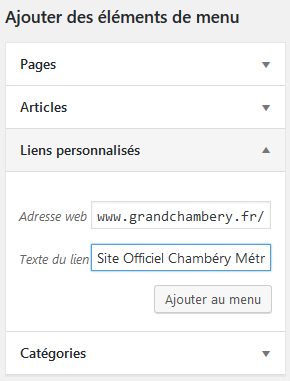 Ajouter des éléments de menu
Pages
Articles
Liens personnalisés
Adresse web www.grandchambery.fr/
Texte du lien Site Officiel Chambéry Métr
Ajouter au menu
Catégories